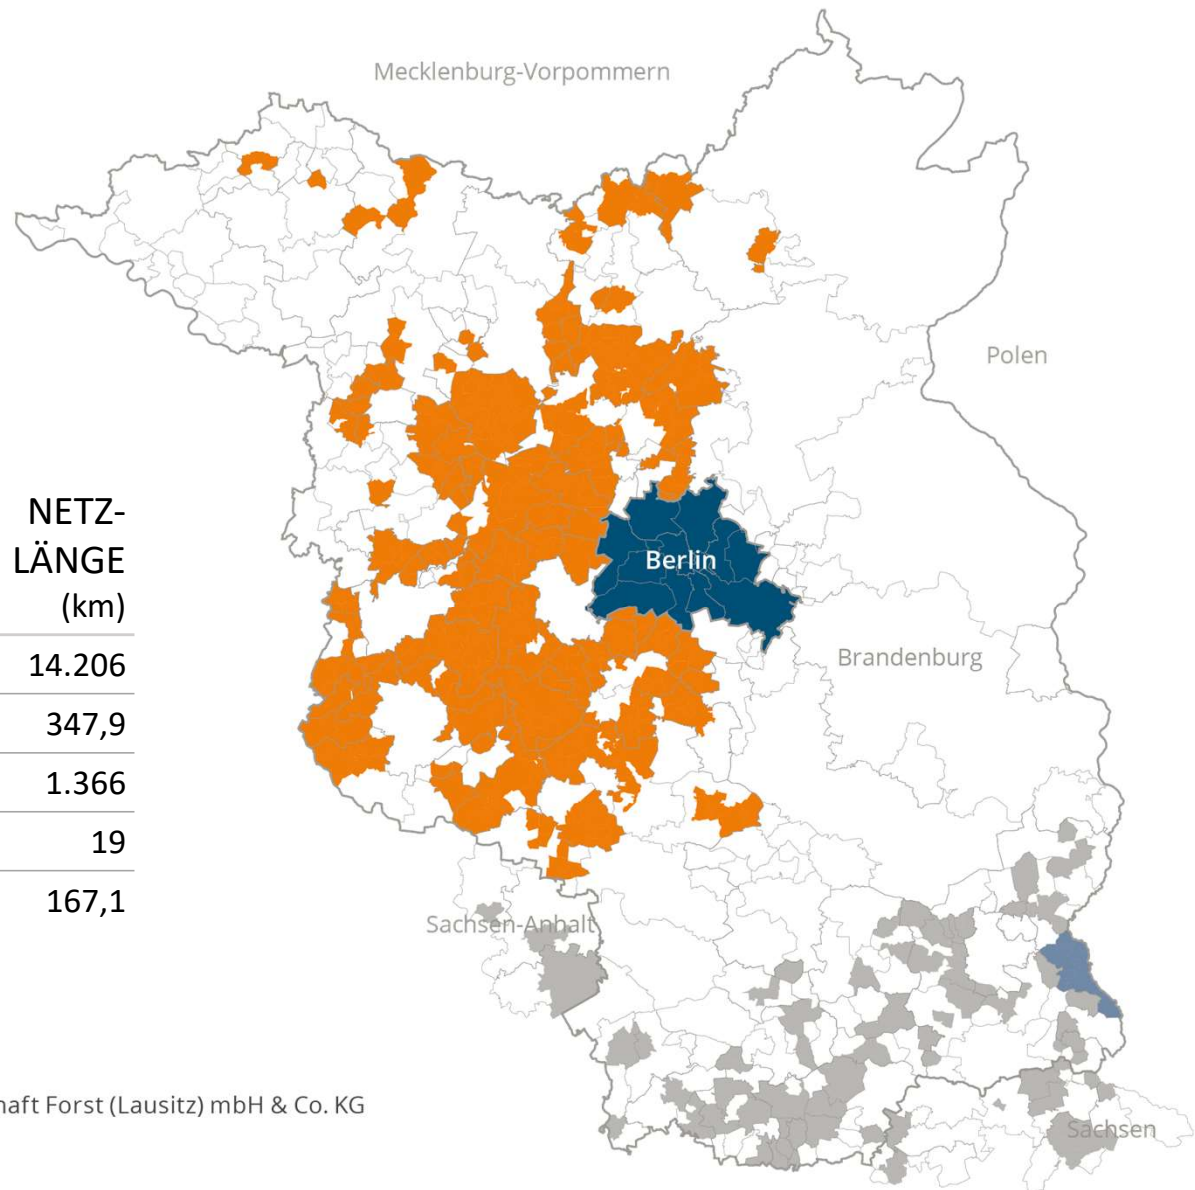 Mecklenburg-Vorpommern
Polen
NETZ-
LÄNGE
(km)
14.206
347,9
1.366
19
167,1
Berlin
Brandenburg
Sachsen-Anhalt
Sachsen
Forst (Lausitz) mbH & Co. KG